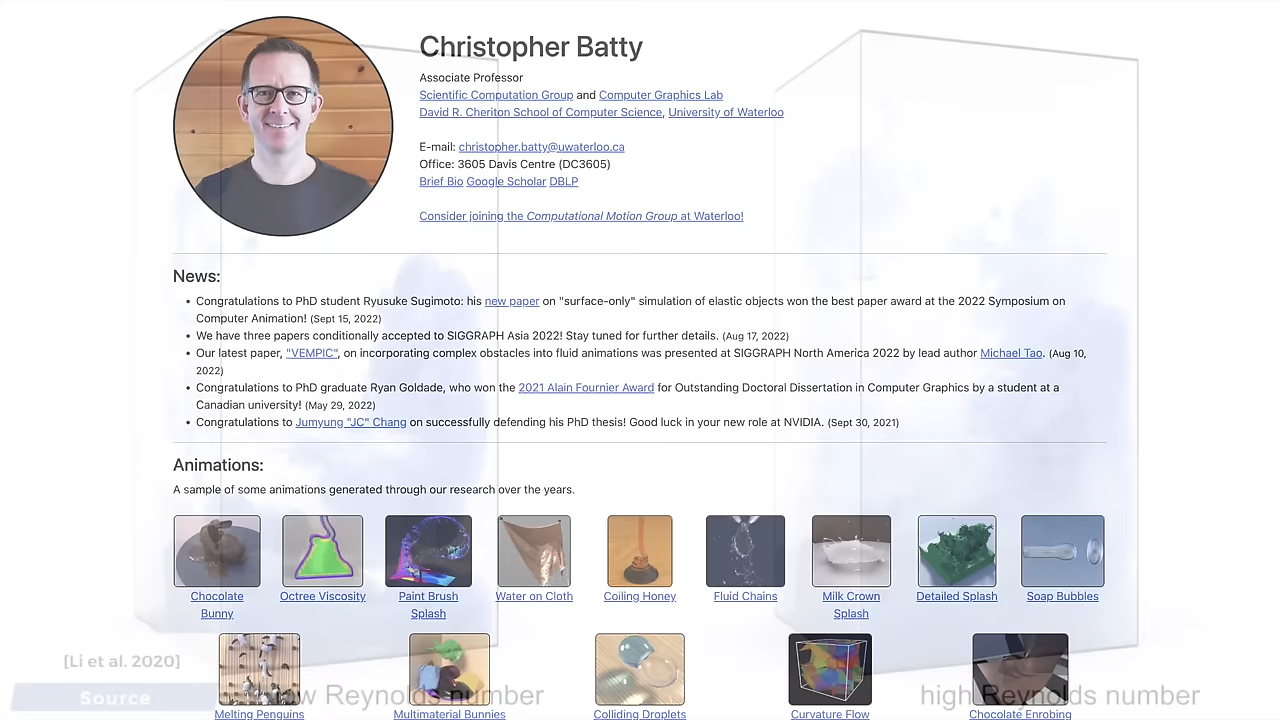 Christopher Batty
Associate Professor
Scientific Computation Group and Computer Graphics Lab
David R. Cheriton School of Computer Science, University of Waterloo
E-mail: christopher.batty@uwaterloo.ca
Office: 3605 Davis Centre (DC3605)
Brief Bio Google Scholar DBLP
Consider joining the Computational Motion Group at Waterloo!
News:
• Congratulations to PhD student Ryusuke Sugimoto: his new paper on "surface-only" simulation of elastic objects won the best paper award at the 2022 Symposium on
Computer Animation! (Sept 15, 2022)
• We have three papers conditionally accepted to SIGGRAPH Asia 2022! Stay tuned for further details. (Aug 17, 2022)
• Our latest paper, "VEMPIC", on incorporating complex obstacles into fluid animations was presented at SIGGRAPH North America 2022 by lead author Michael Tao. (Aug 10,
2022)
• Congratulations to PhD graduate Ryan Goldade, who won the 2021 Alain Fournier Award for Outstanding Doctoral Dissertation in Computer Graphics by a student at a
Canadian university! (May 29, 2022)
• Congratulations to Jumyung "JC" Chang on successfully defending his PhD thesis! Good luck in your new role at NVIDIA. (Sept 30, 2021)
Animations:
A sample of some animations generated through our research over the years.
Chocolate
Bunny
Octree Viscosity
Paint Brush
Splash
Water on Cloth
Coiling Honey
Fluid Chains
Milk Crown
Splash
Detailed Splash
Soap Bubbles
[Li et al. 2020]
Source
Reynolds number
high Reynolds number
Melting Penguins
Multimaterial Bunnies
Colliding Droplets
Curvature Flow
Chocolate Enrobing